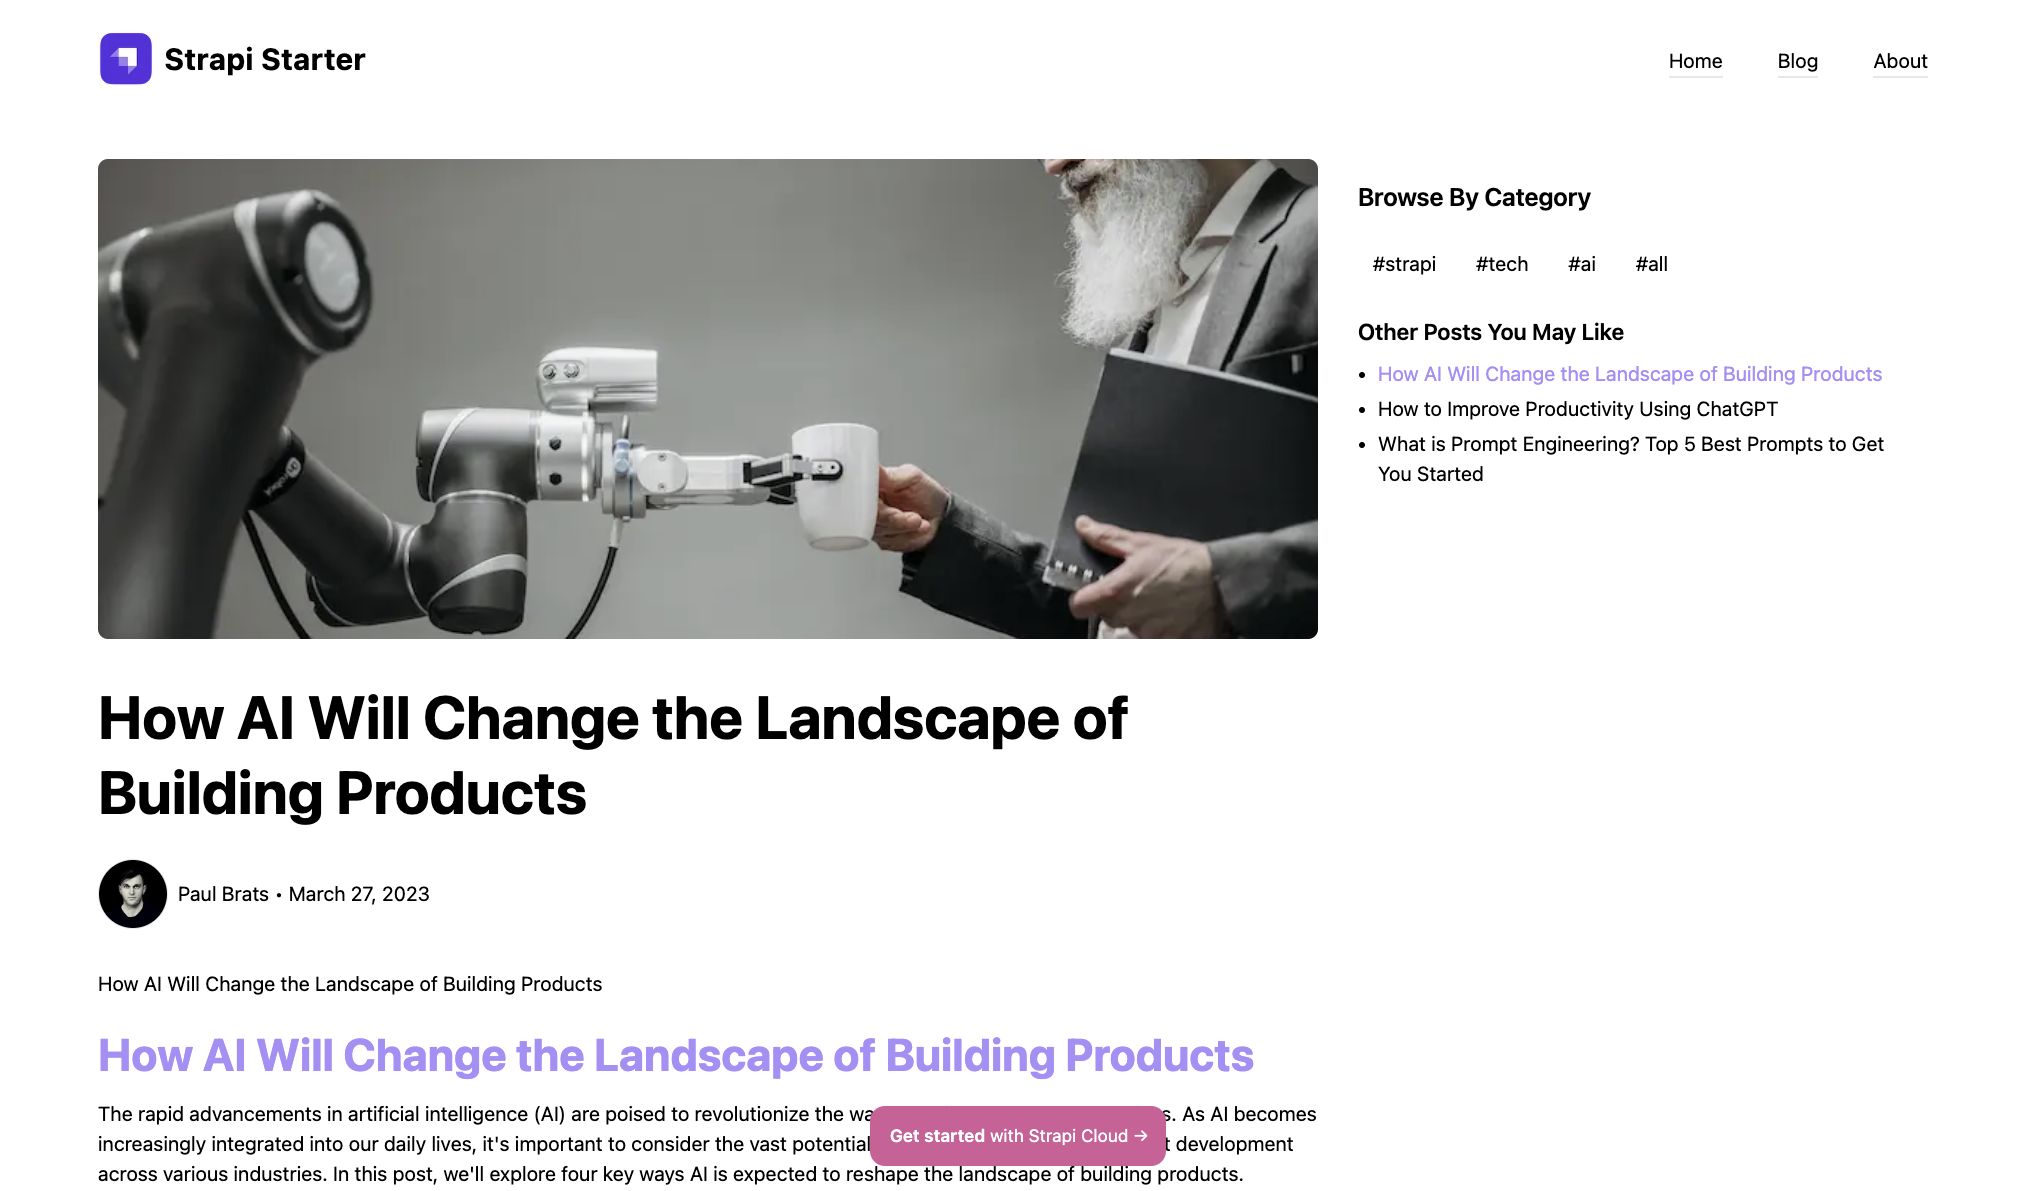 Strapi Starter
Home
Blog
About
Browse By Category
#strapi
#tech
#ai
#all
Other Posts You May Like
How AI Will Change the Landscape of Building Products
How to Improve Productivity Using ChatGPT
What is Prompt Engineering? Top 5 Best Prompts to Get
You Started
How AI Will Change the Landscape of
Building Products
Paul Brats • March 27, 2023
How AI Will Change the Landscape of Building Products
How AI Will Change the Landscape of Building Products
The rapid advancements in artificial intelligence (AI) are poised to revolutionize the
As AI becomes
increasingly integrated into our daily lives, it's important to consider the vast potential
development
across various industries. In this post, we'll explore four key ways AI is expected to reshape the landscape of building products.
Get started with Strapi Cloud →